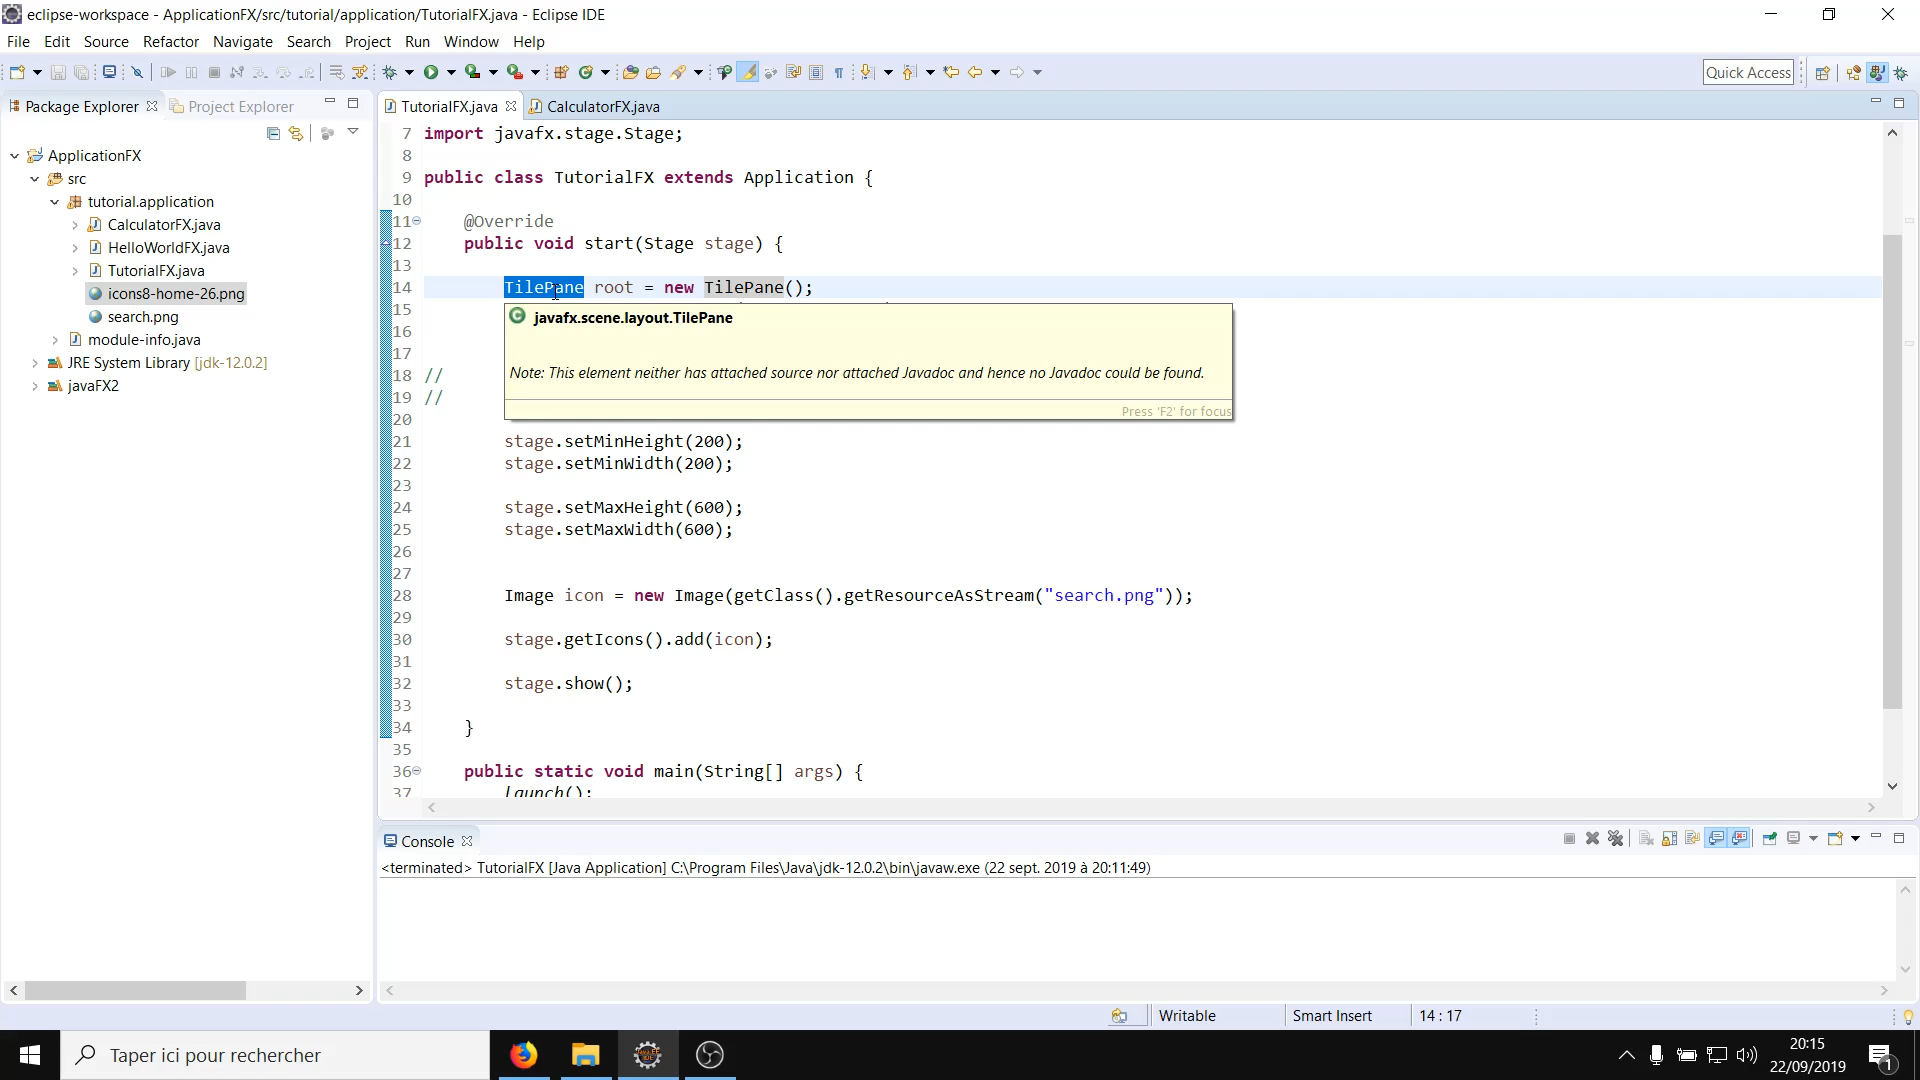 eclipse-workspace - ApplicationFX/src/tutorial/application/TutorialFX.java - Eclipse IDE
File Edit Source Refactor Navigate Search Project Run Window Help
Quick Access
Package Explorer Project Explorer
ApplicationFX
src
tutorial.application
CalculatorFX.java
HelloWorldFX.java
TutorialFX.java
icons8-home-26.png
search.png
module-info.java
JRE System Library [jdk-12.0.2]
javaFX2
TutorialFX.java CalculatorFX.java
7 import javafx.stage.Stage;
8
9 public class TutorialFX extends Application {
10
11 @Override
12 public void start(Stage stage) {
13
14 TilePane root = new TilePane();
15
16
17
18 //
19 //
20
21 stage.setMinHeight(200);
22 stage.setMinWidth(200);
23
24 stage.setMaxHeight(600);
25 stage.setMaxWidth(600);
26
27
28 Image icon = new Image(getClass().getResourceAsStream("search.png"));
29
30 stage.getIcons().add(icon);
31
32 stage.show();
33
34 }
35
36 public static void main(String[] args) {
37 launch();
javafx.scene.layout.TilePane
Note: This element neither has attached source nor attached Javadoc and hence no Javadoc could be found.
Press 'F2' for focus
Console
<terminated> TutorialFX [Java Application] C:\Program Files\Java\jdk-12.0.2\bin\javaw.exe (22 sept. 2019 à 20:11:49)
Writable Smart Insert 14 : 17
Taper ici pour rechercher
20:15
22/09/2019
1